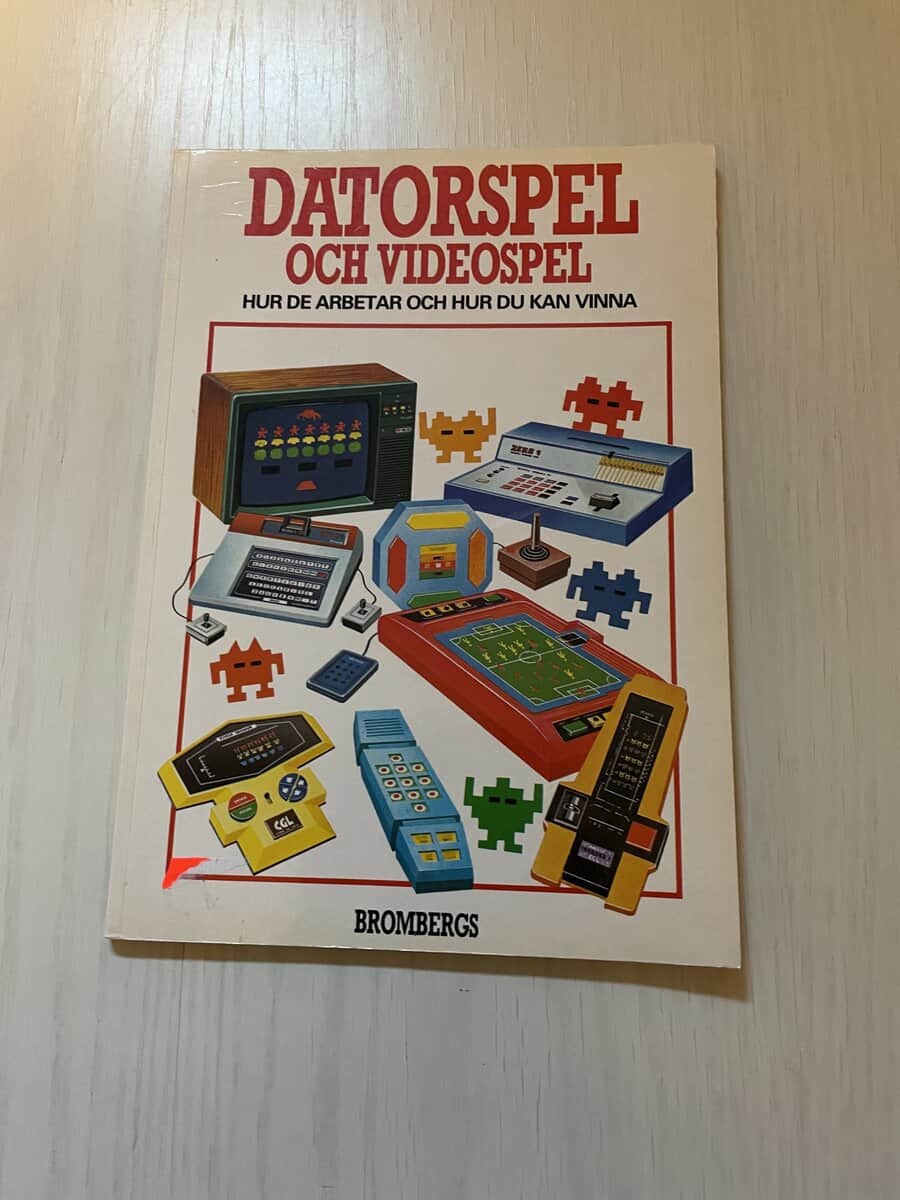 DATORSPEL
OCH VIDEOSPEL
HUR DE ARBETAR OCH HUR DU KAN VINNA
CGL
BROMBERGS